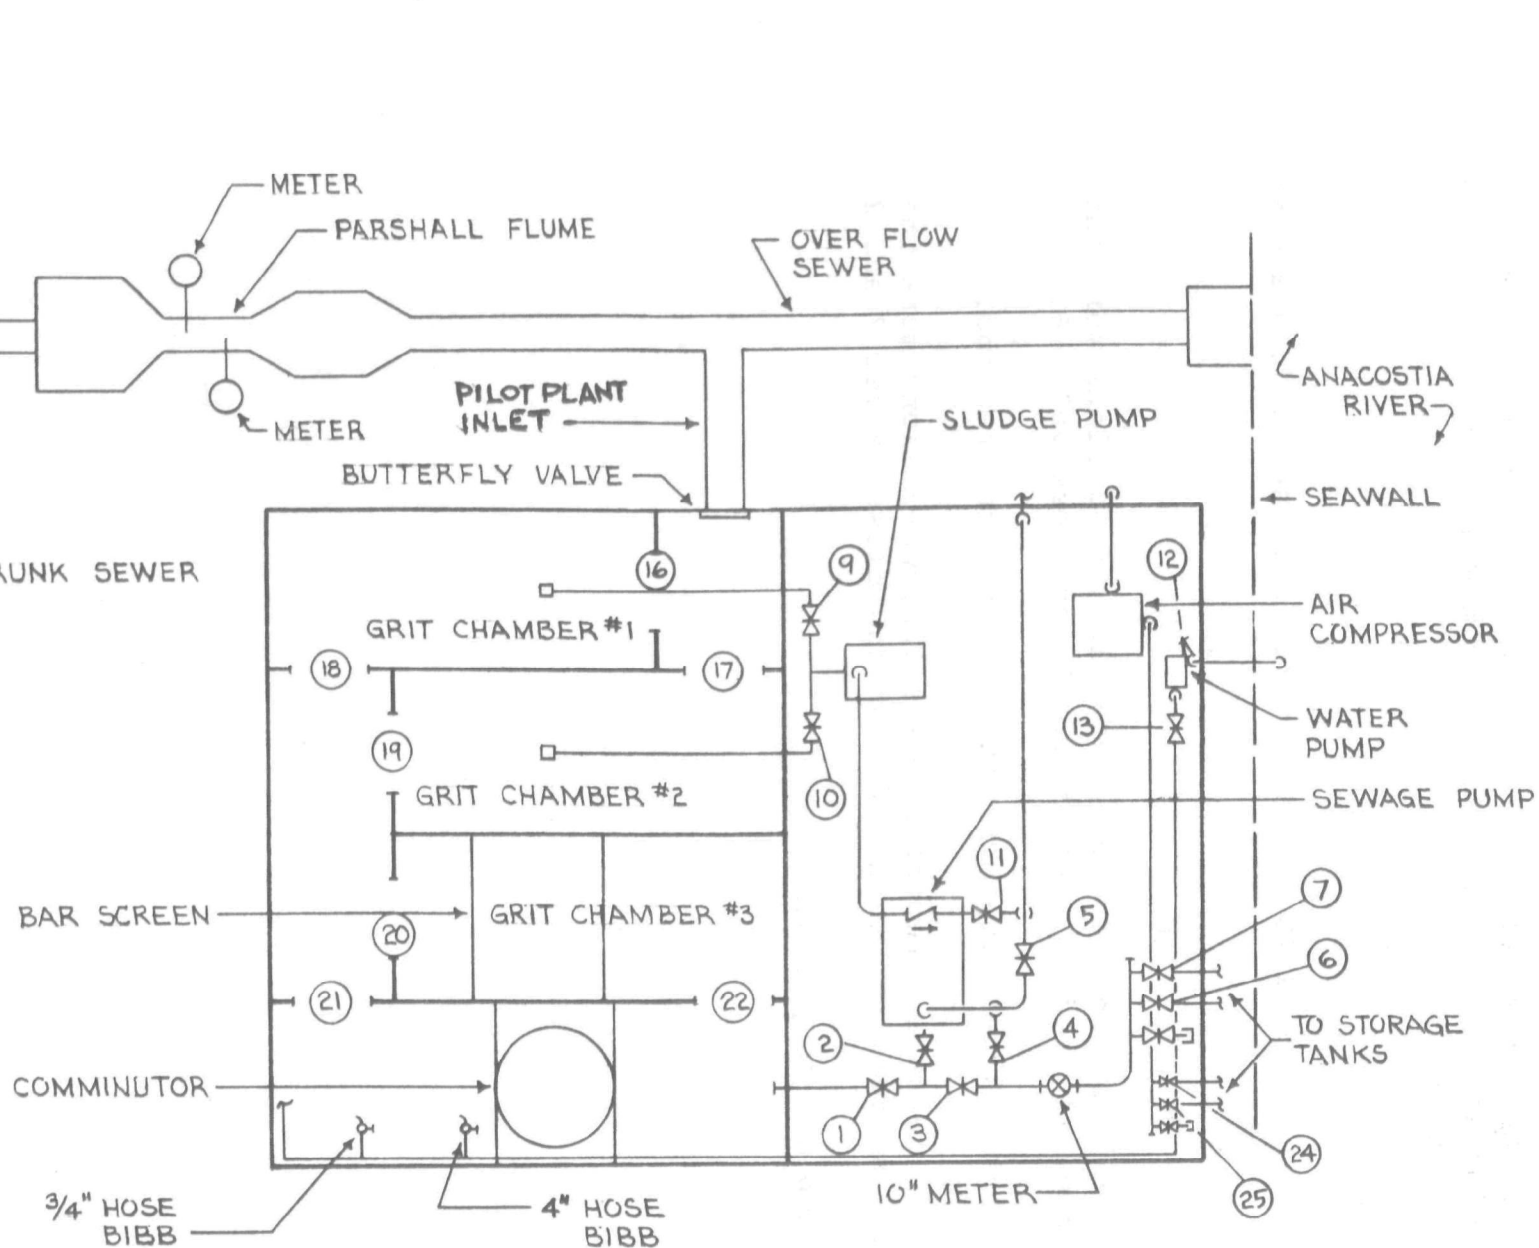 METER
PARSHALL FLUME
OVER FLOW
SEWER
ANACOSTIA
RIVER
PILOT PLANT
INLET
METER
SLUDGE PUMP
BUTTERFLY VALVE
SEAWALL
SEWER
16
9
12
AIR
COMPRESSOR
GRIT CHAMBER #1
18
17
13
WATER
PUMP
19
10
GRIT CHAMBER #2
SEWAGE PUMP
11
7
BAR SCREEN
GRIT CHAMBER #3
5
20
6
21
22
2
4
TO STORAGE
TANKS
COMMINUTOR
1
3
24
10" METER
25
3/4" HOSE
BIBB
4" HOSE
BIBB